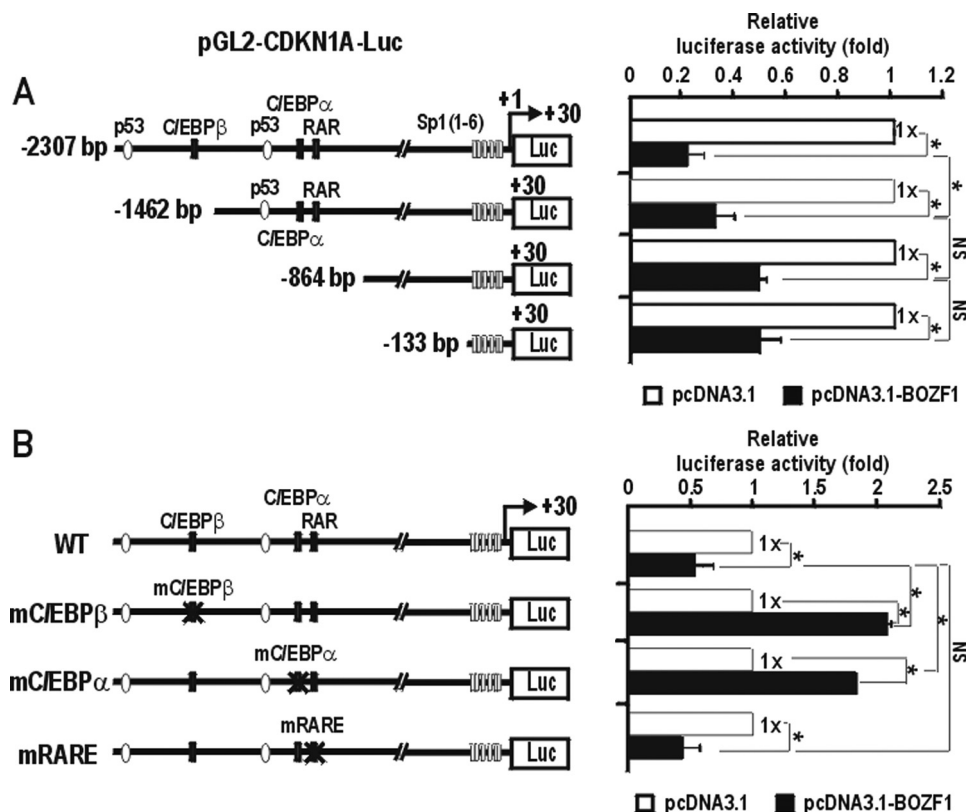 pGL2-CDKN1A-Luc
Relative
luciferase activity (fold)
0 0.2 0.4 0.6 0.8 1 1.2
A
p53 C/EBPβ p53 C/EBPα RAR Sp1(1-6) +1 +30
-2307 bp Luc
1x *
p53 RAR +30
-1462 bp Luc
C/EBPα
1x * *
+30
-864 bp Luc
1x * NS
+30
-133 bp Luc
1x * NS
pcDNA3.1 pcDNA3.1-BOZF1
B
Relative
luciferase activity (fold)
0 0.5 1 1.5 2 2.5
C/EBPβ C/EBPα RAR +30
WT Luc
1x *
mC/EBPβ
mC/EBPβ Luc
1x * *
mC/EBPα
mC/EBPα Luc
1x * *
mRARE
mRARE Luc
1x * NS
pcDNA3.1 pcDNA3.1-BOZF1